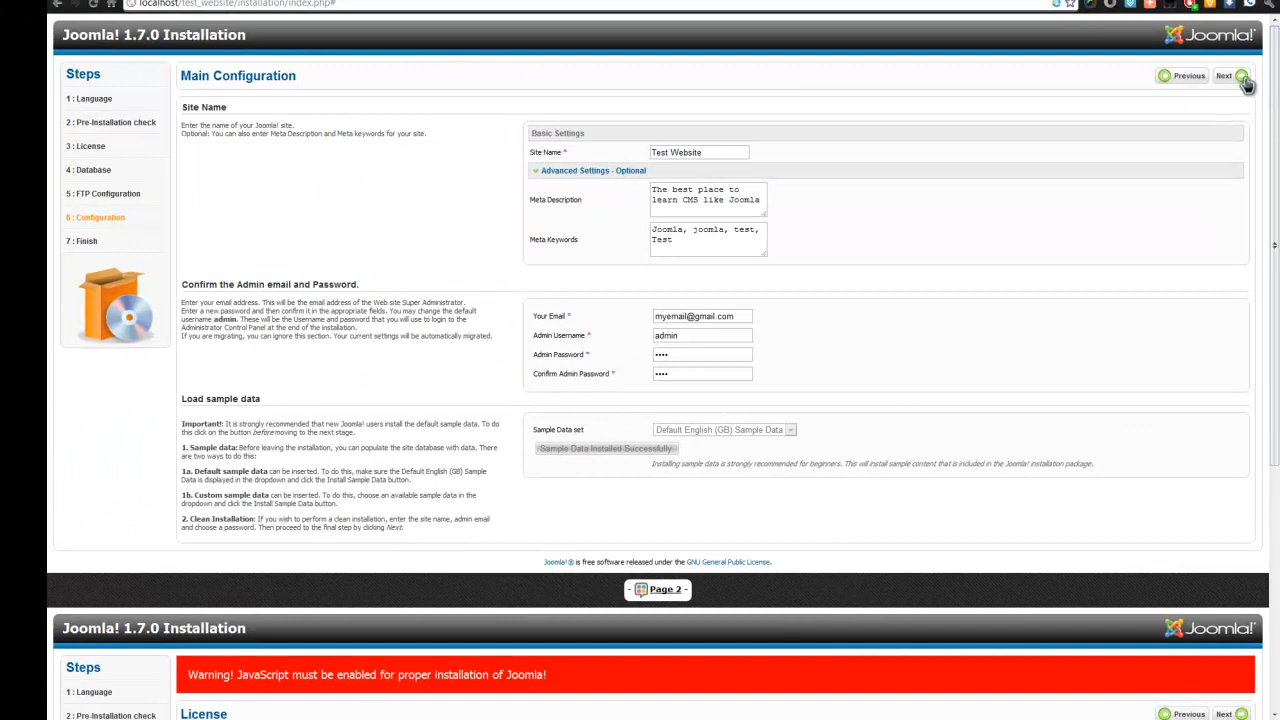 localhost/test_website/installation/index.php#
Joomla! 1.7.0 Installation
Joomla!
Steps
1 : Language
2 : Pre-Installation check
3 : License
4 : Database
5 : FTP Configuration
6 : Configuration
7 : Finish
Main Configuration
Previous
Next
Site Name
Enter the name of your Joomla! site.
Optional: You can also enter Meta Description and Meta keywords for your site.
Basic Settings
Site Name *
Test Website
Advanced Settings - Optional
Meta Description
The best place to
learn CMS like Joomla
Meta Keywords
Joomla, joomla, test,
Test
Confirm the Admin email and Password.
Enter your email address. This will be the email address of the Web site Super Administrator.
Enter a new password and then confirm it in the appropriate fields. You may change the default
username admin. These will be the Username and password that you will use to login to the
Administrator Control Panel at the end of the installation.
If you are migrating, you can ignore this section. Your current settings will be automatically migrated.
Your Email *
myemail@gmail.com
Admin Username *
admin
Admin Password *
••••
Confirm Admin Password *
••••
Load sample data
Important!: It is strongly recommended that new Joomla! users install the default sample data. To do
this click on the button before moving to the next stage.
1. Sample data: Before leaving the installation, you can populate the site database with data. There
are two ways to do this:
1a. Default sample data can be inserted. To do this, make sure the Default English (GB) Sample
Data is displayed in the dropdown and click the Install Sample Data button.
1b. Custom sample data can be inserted. To do this, choose an available sample data in the
dropdown and click the Install Sample Data button.
2. Clean Installation: If you wish to perform a clean installation, enter the site name, admin email
and choose a password. Then proceed to the final step by clicking Next.
Sample Data set
Default English (GB) Sample Data
Sample Data Installed Successfully.
Installing sample data is strongly recommended for beginners. This will install sample content that is included in the Joomla! installation package.
Joomla! ® is free software released under the GNU General Public License.
- Page 2 -
Joomla! 1.7.0 Installation
Joomla!
Steps
1 : Language
2 : Pre-Installation check
Warning! JavaScript must be enabled for proper installation of Joomla!
License
Previous
Next